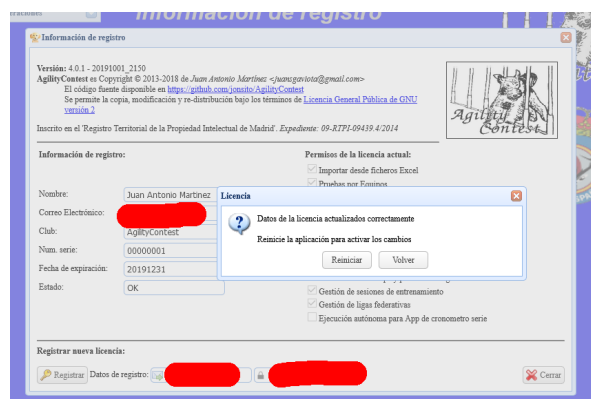 Información de registro
Información de registro
Versión: 4.0.1 - 20191001_2150
AgilityContest es Copyright © 2013-2018 de Juan Antonio Martínez <juansgaviota@gmail.com>
El código fuente disponible en https://github.com/jonsito/AgilityContest
Se permite la copia, modificación y re-distribución bajo los términos de Licencia General Pública de GNU
versión 2
Inscrito en el 'Registro Territorial de la Propiedad Intelectual de Madrid'. Expediente: 09-RTPI-09439.4/2014
Agility Contest
Información de registro:
Permisos de la licencia actual:
Importar desde ficheros Excel
Pruebas por Equipos
Nombre: Juan Antonio Martinez
Correo Electrónico:
Club: AgilityContest
Num. serie: 00000001
Fecha de expiración: 20191231
Estado: OK
Licencia
Datos de la licencia actualizados correctamente
Reinicie la aplicación para activar los cambios
Reiniciar Volver
Gestión de sesiones de entrenamiento
Gestión de ligas federativas
Ejecución autónoma para App de cronometro serie
Registrar nueva licencia:
Registrar Datos de registro:
Cerrar